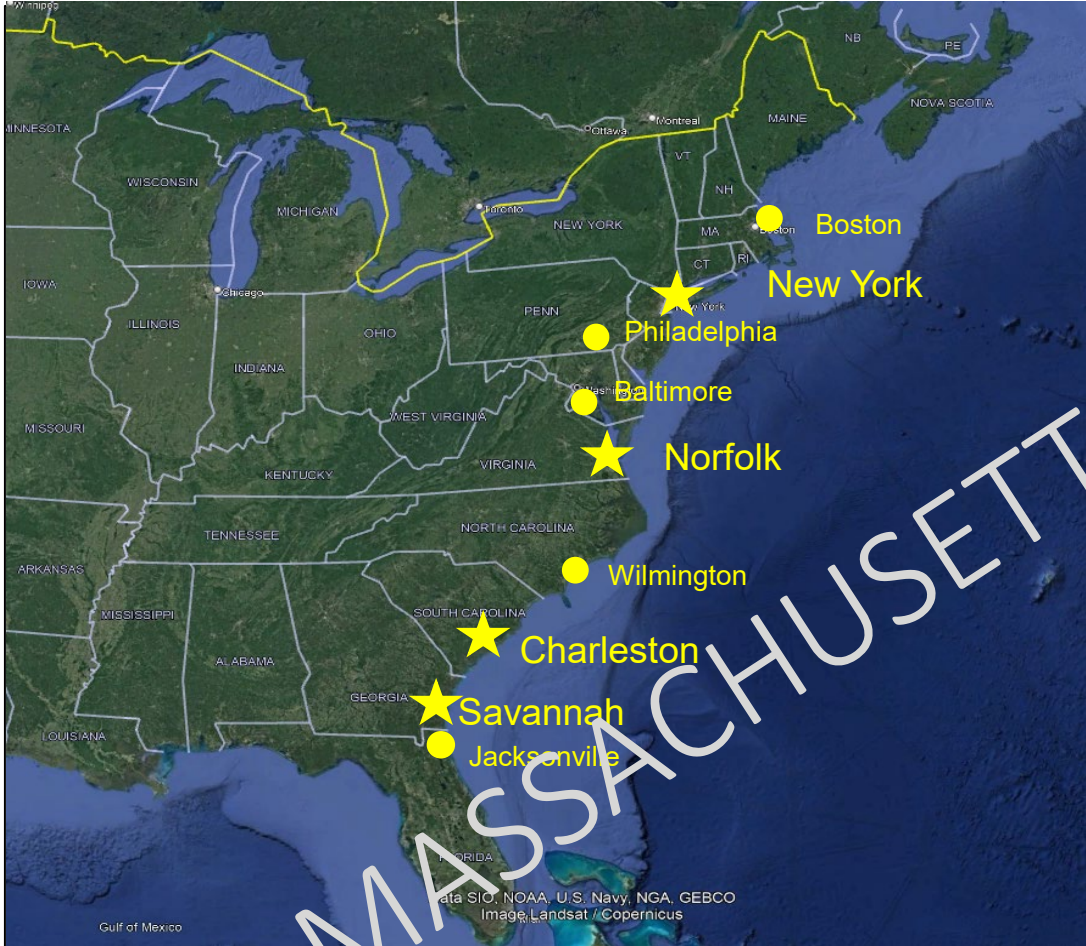 Winnipeg
NB
PE
NOVA SCOTIA
MINNESOTA
Ottawa
Montreal
MAINE
VT
WISCONSIN
NH
MICHIGAN
Toronto
NEW YORK
MA
Boston
Boston
CT
RI
IOWA
Chicago
New York
New York
PENN
ILLINOIS
OHIO
Philadelphia
INDIANA
Washington
Baltimore
WEST VIRGINIA
MISSOURI
Norfolk
VIRGINIA
KENTUCKY
NORTH CAROLINA
TENNESSEE
ARKANSAS
Wilmington
MISSISSIPPI
SOUTH CAROLINA
Charleston
ALABAMA
GEORGIA
Savannah
LOUISIANA
Jacksonville
MASSACHUSETT
FLORIDA
ata SIO, NOAA, U.S. Navy, NGA, GEBCO
Image Landsat / Copernicus
Gulf of Mexico